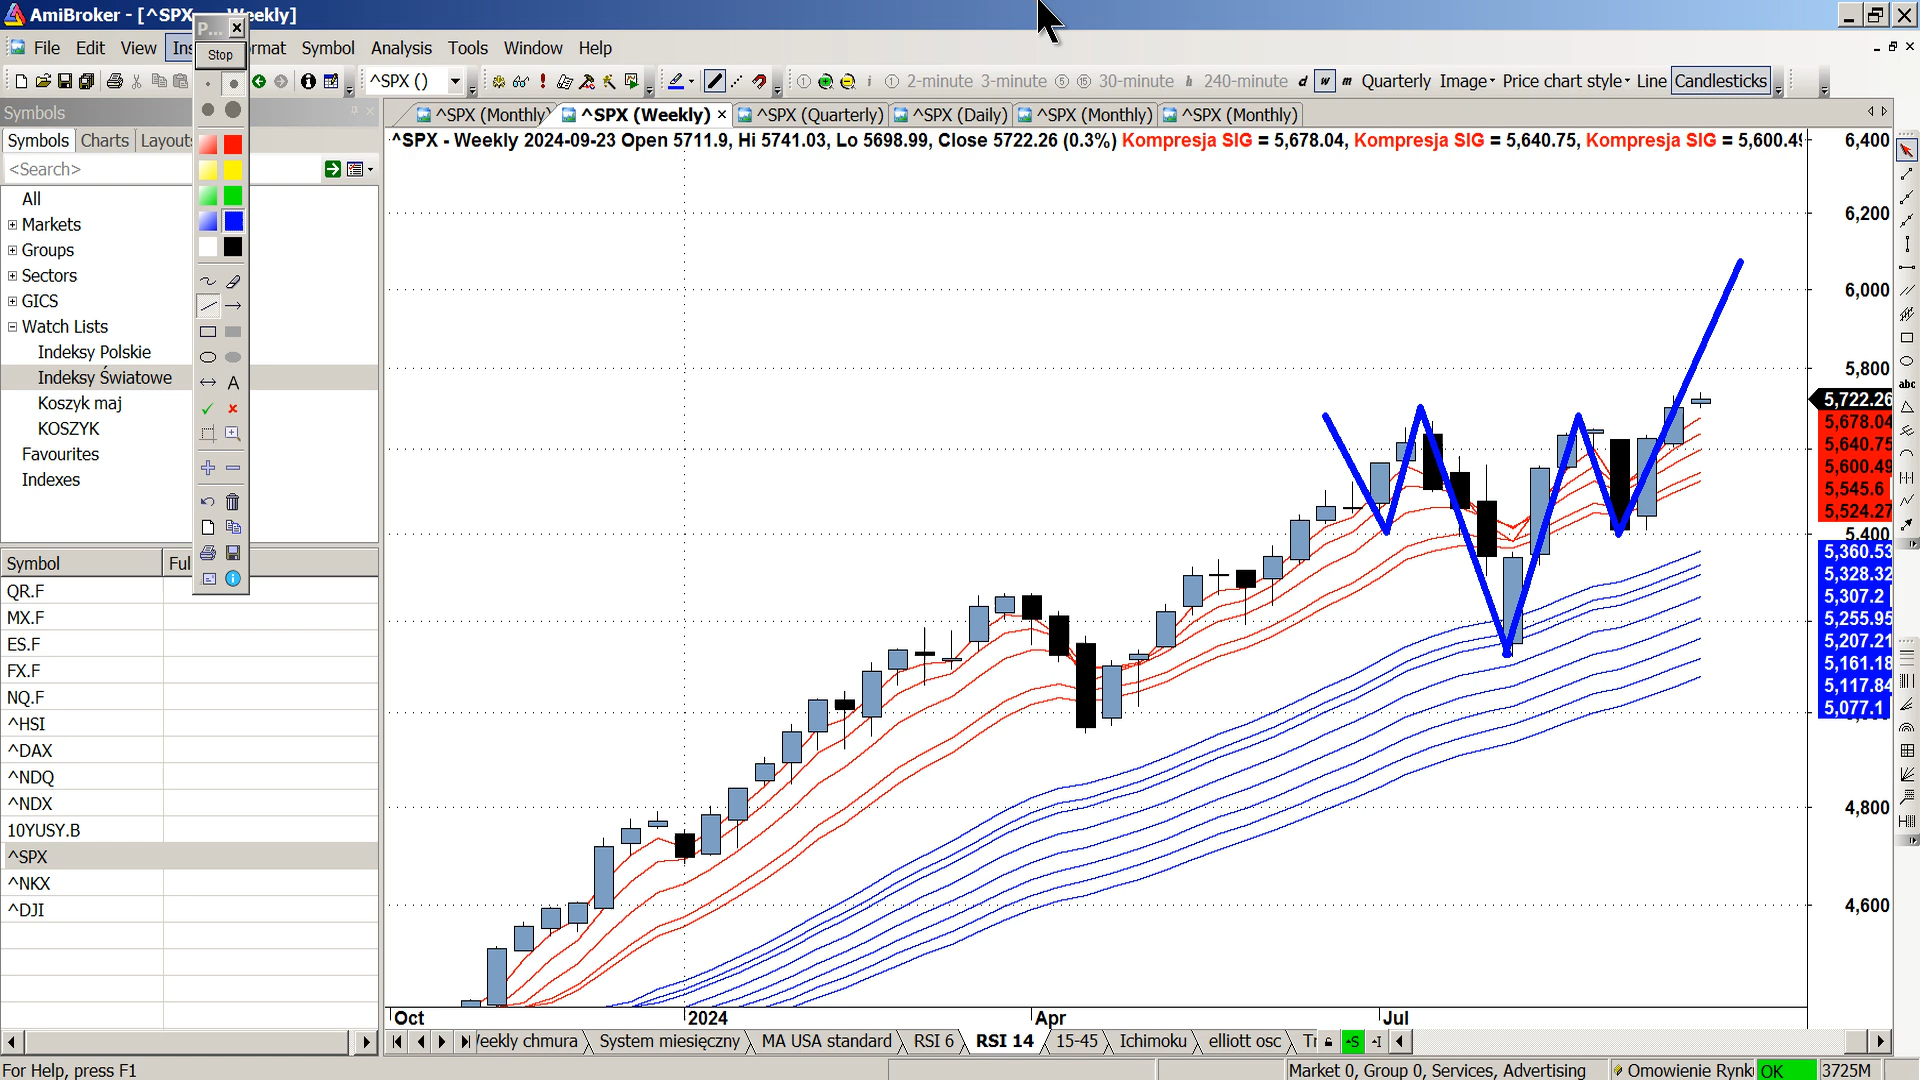 AmiBroker - [^SPX
eekly]
P...
Stop
File Edit View Ins
rmat Symbol Analysis Tools Window Help
^SPX ()
2-minute 3-minute
30-minute h 240-minute d w m Quarterly Image Price chart style Line Candlesticks
Symbols
^SPX (Monthly
^SPX (Weekly)
^SPX (Quarterly)
^SPX (Daily)
^SPX (Monthly)
^SPX (Monthly)
Symbols Charts Layout
<Search>
All
Markets
Groups
Sectors
GICS
Watch Lists
Indeksy Polskie
Indeksy Światowe
Koszyk maj
KOSZYK
Favourites
Indexes
A
abc
Symbol Ful
QR.F
MX.F
ES.F
FX.F
NQ.F
^HSI
^DAX
^NDQ
^NDX
10YUSY.B
^SPX
^NKX
^DJI
^SPX - Weekly 2024-09-23 Open 5711.9, Hi 5741.03, Lo 5698.99, Close 5722.26 (0.3%) Kompresja SIG = 5,678.04, Kompresja SIG = 5,640.75, Kompresja SIG = 5,600.49
6,400
6,200
6,000
5,800
5,722.26
5,678.04
5,640.75
5,600.49
5,545.6
5,524.27
5,400
5,360.53
5,328.32
5,307.2
5,255.95
5,207.21
5,161.18
5,117.84
5,077.1
4,800
4,600
Oct 2024 Apr Jul
eekly chmura System miesięczny MA USA standard RSI 6 RSI 14 15-45 Ichimoku elliott osc Tr
For Help, press F1
Market 0, Group 0, Services, Advertising
Omowienie Rynk
OK
3725M